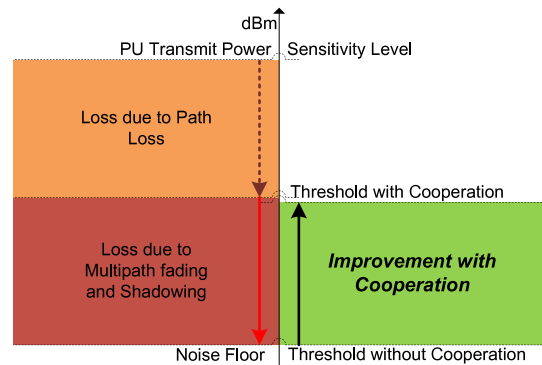 dBm
PU Transmit Power
Sensitivity Level
Loss due to Path
Loss
Threshold with Cooperation
Loss due to
Multipath fading
and Shadowing
Improvement with
Cooperation
Noise Floor
Threshold without Cooperation